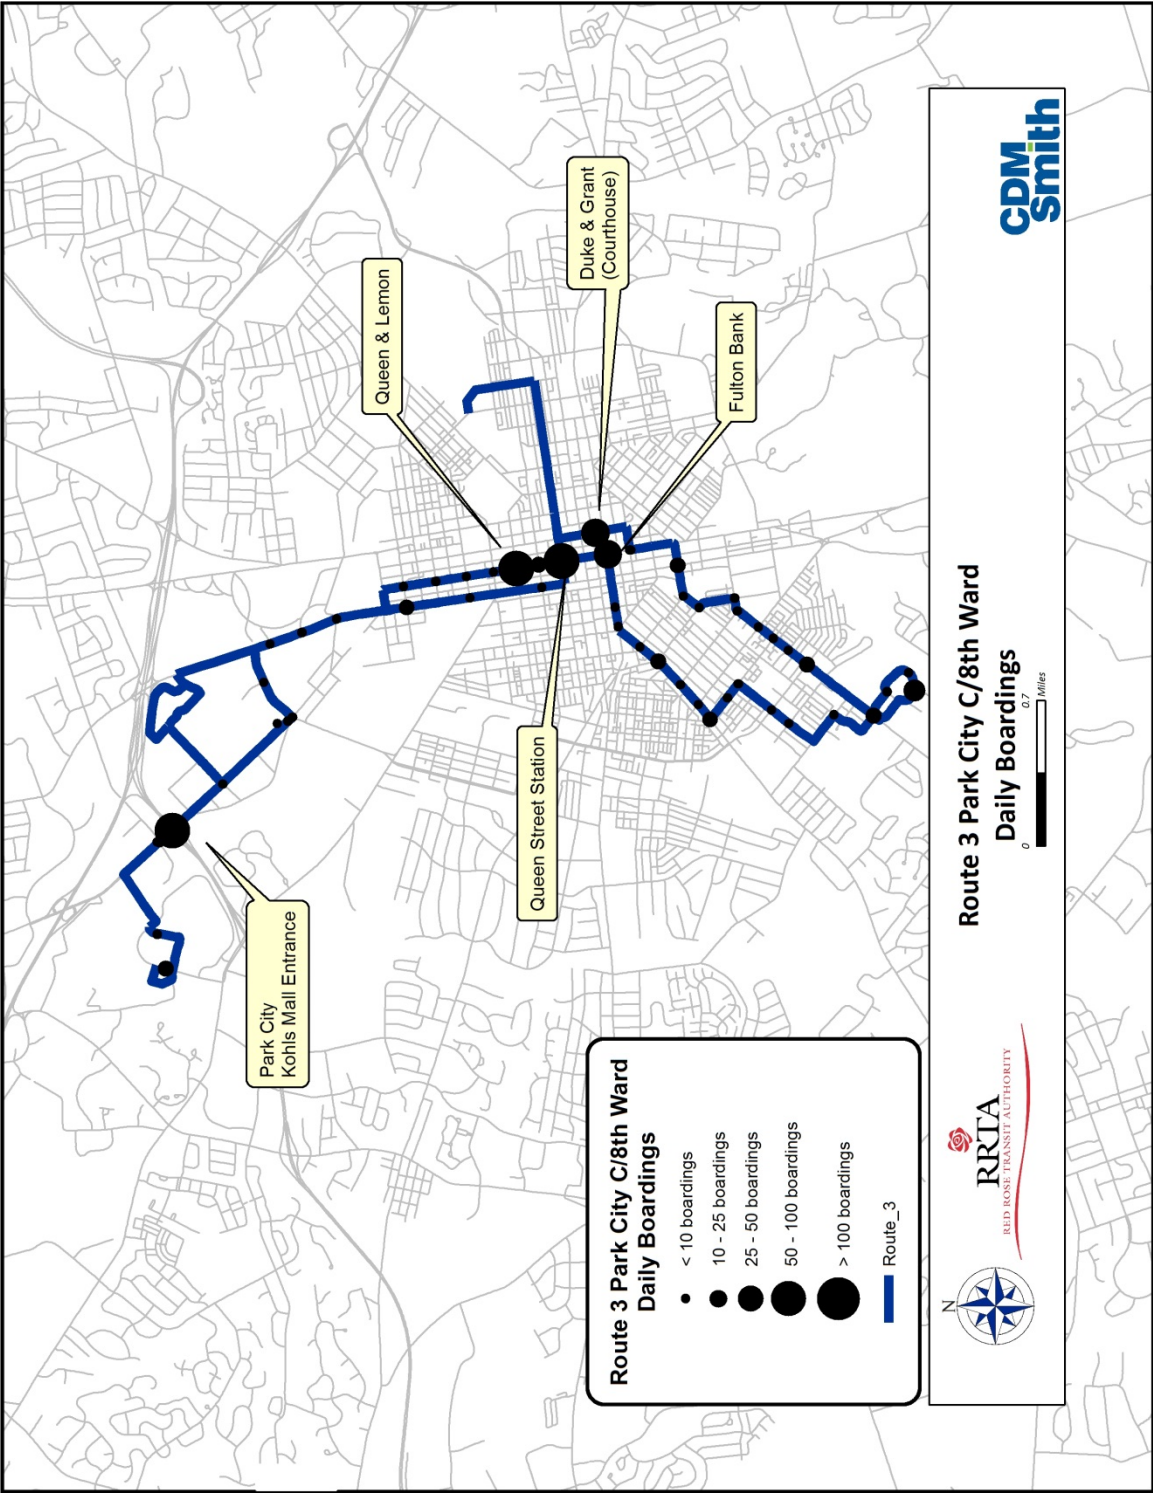 Queen & Lemon
Duke & Grant
(Courthouse)
Fulton Bank
Queen Street Station
Park City
Kohls Mall Entrance
Route 3 Park City C/8th Ward
Daily Boardings
< 10 boardings
10 - 25 boardings
25 - 50 boardings
50 - 100 boardings
> 100 boardings
Route_3
N
RRTA
RED ROSE TRANSIT AUTHORITY
Route 3 Park City C/8th Ward
Daily Boardings
0
0.7
Miles
CDM
Smith